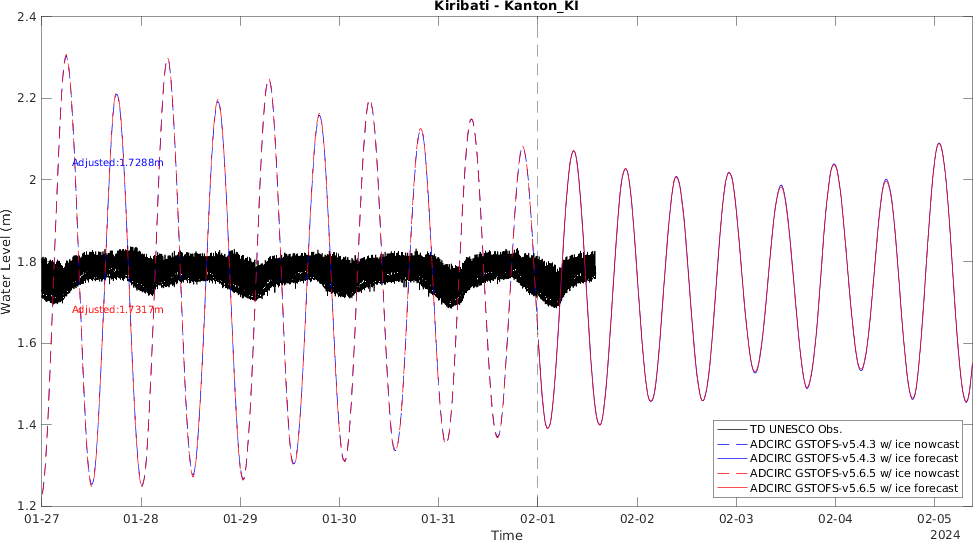 Kiribati - Kanton_KI
2.4
2.2
2
1.8
1.6
1.4
1.2
Water Level (m)
Adjusted:1.7288m
Adjusted:1.7317m
TD UNESCO Obs.
ADCIRC GSTOFS-v5.4.3 w/ ice nowcast
ADCIRC GSTOFS-v5.4.3 w/ ice forecast
ADCIRC GSTOFS-v5.6.5 w/ ice nowcast
ADCIRC GSTOFS-v5.6.5 w/ ice forecast
01-27 01-28 01-29 01-30 01-31 02-01 02-02 02-03 02-04 02-05
Time 2024